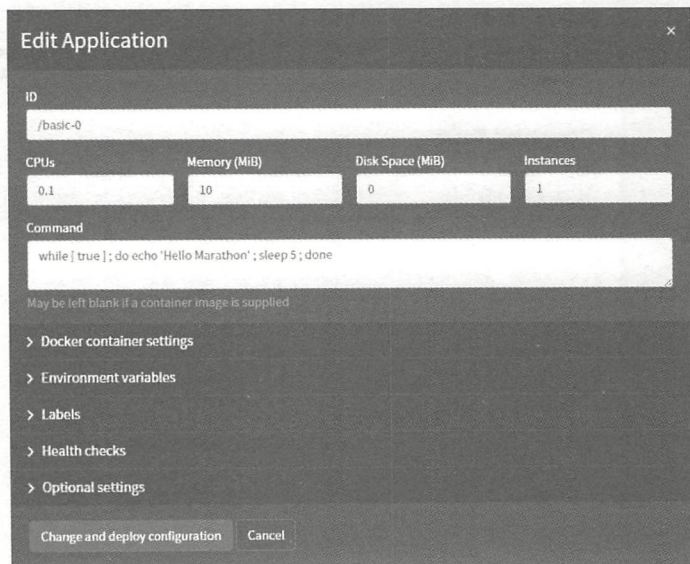 Edit Application
×
ID
/basic-0
CPUs Memory (MiB) Disk Space (MiB) Instances
0.1 10 0 1
Command
while [ true ] ; do echo 'Hello Marathon' ; sleep 5 ; done
May be left blank if a container image is supplied
> Docker container settings
> Environment variables
> Labels
> Health checks
> Optional settings
Change and deploy configuration Cancel